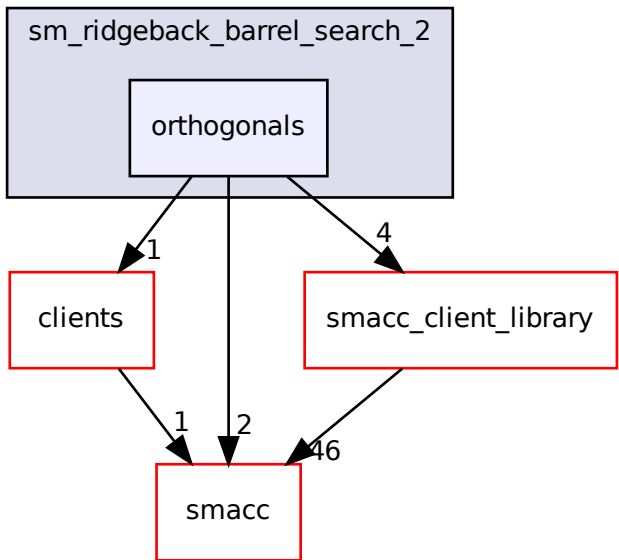 sm_ridgeback_barrel_search_2
orthogonals
1
4
clients
smacc_client_library
1
2
46
smacc